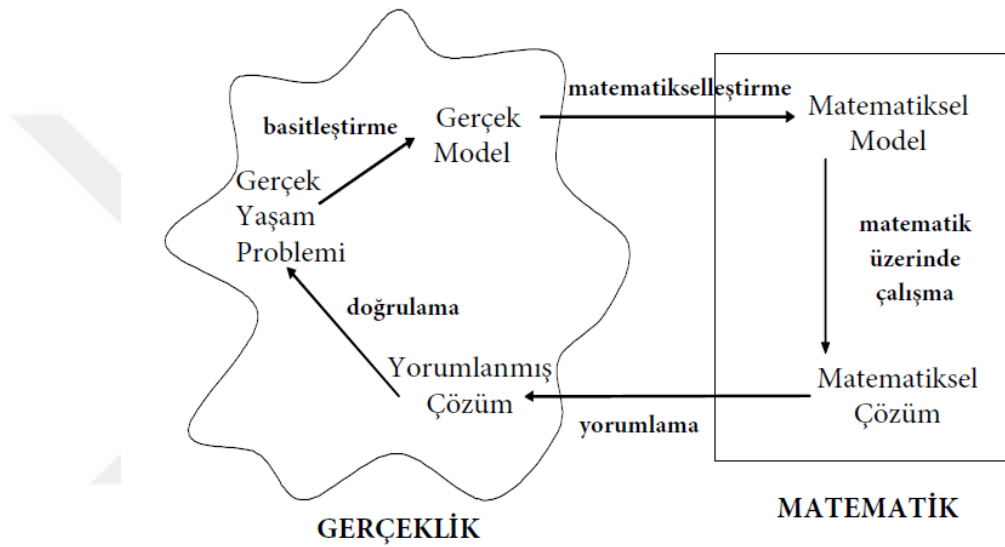 matematikselleştirme
Gerçek
Model
Matematiksel
Model
basitleştirme
Gerçek
Yaşam
Problemi
matematik
üzerinde
çalışma
doğrulama
Yorumlanmış
Çözüm
Matematiksel
Çözüm
yorumlama
GERÇEKLİK
MATEMATİK